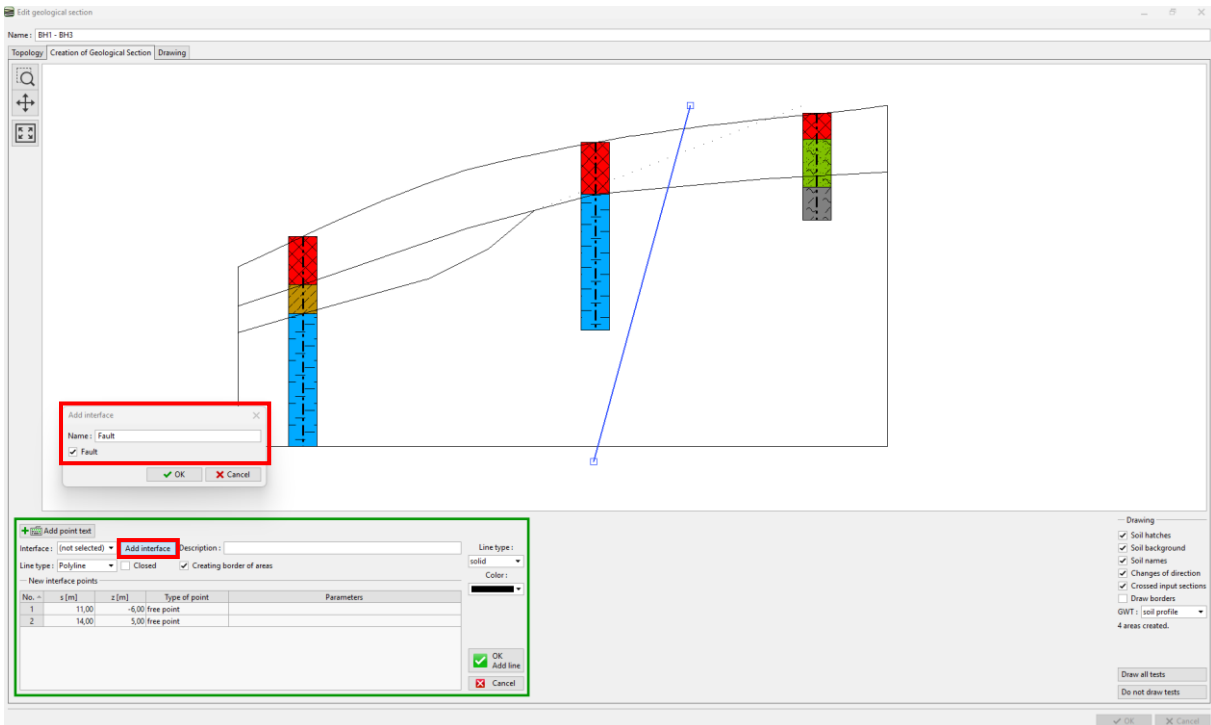 Edit geological section
Name : BH1 - BH3
Topology Creation of Geological Section Drawing
Add interface
Name : Fault
Fault
OK Cancel
Add point text
Interface : (not selected) Add interface Description :
Line type : Polyline Closed Creating border of areas
New interface points
No. s [m] z [m] Type of point Parameters
1 11,00 -6,00 free point
2 14,00 5,00 free point
Line type :
solid
Color :
OK
Add line
Cancel
Drawing
Soil hatches
Soil background
Soil names
Changes of direction
Crossed input sections
Draw borders
GWT : soil profile
4 areas created.
Draw all tests
Do not draw tests
OK Cancel